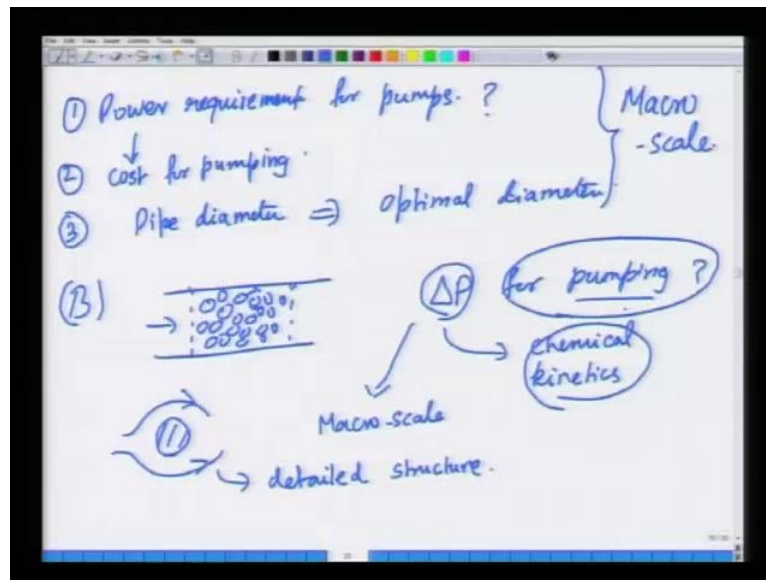 ① Power requirement for pumps. ?
② cost for pumping.
③ Pipe diameter ⇒ Optimal diameter
Macro
-scale.
(B)
ΔP for pumping ?
chemical
kinetics
Macro-scale
detailed structure.